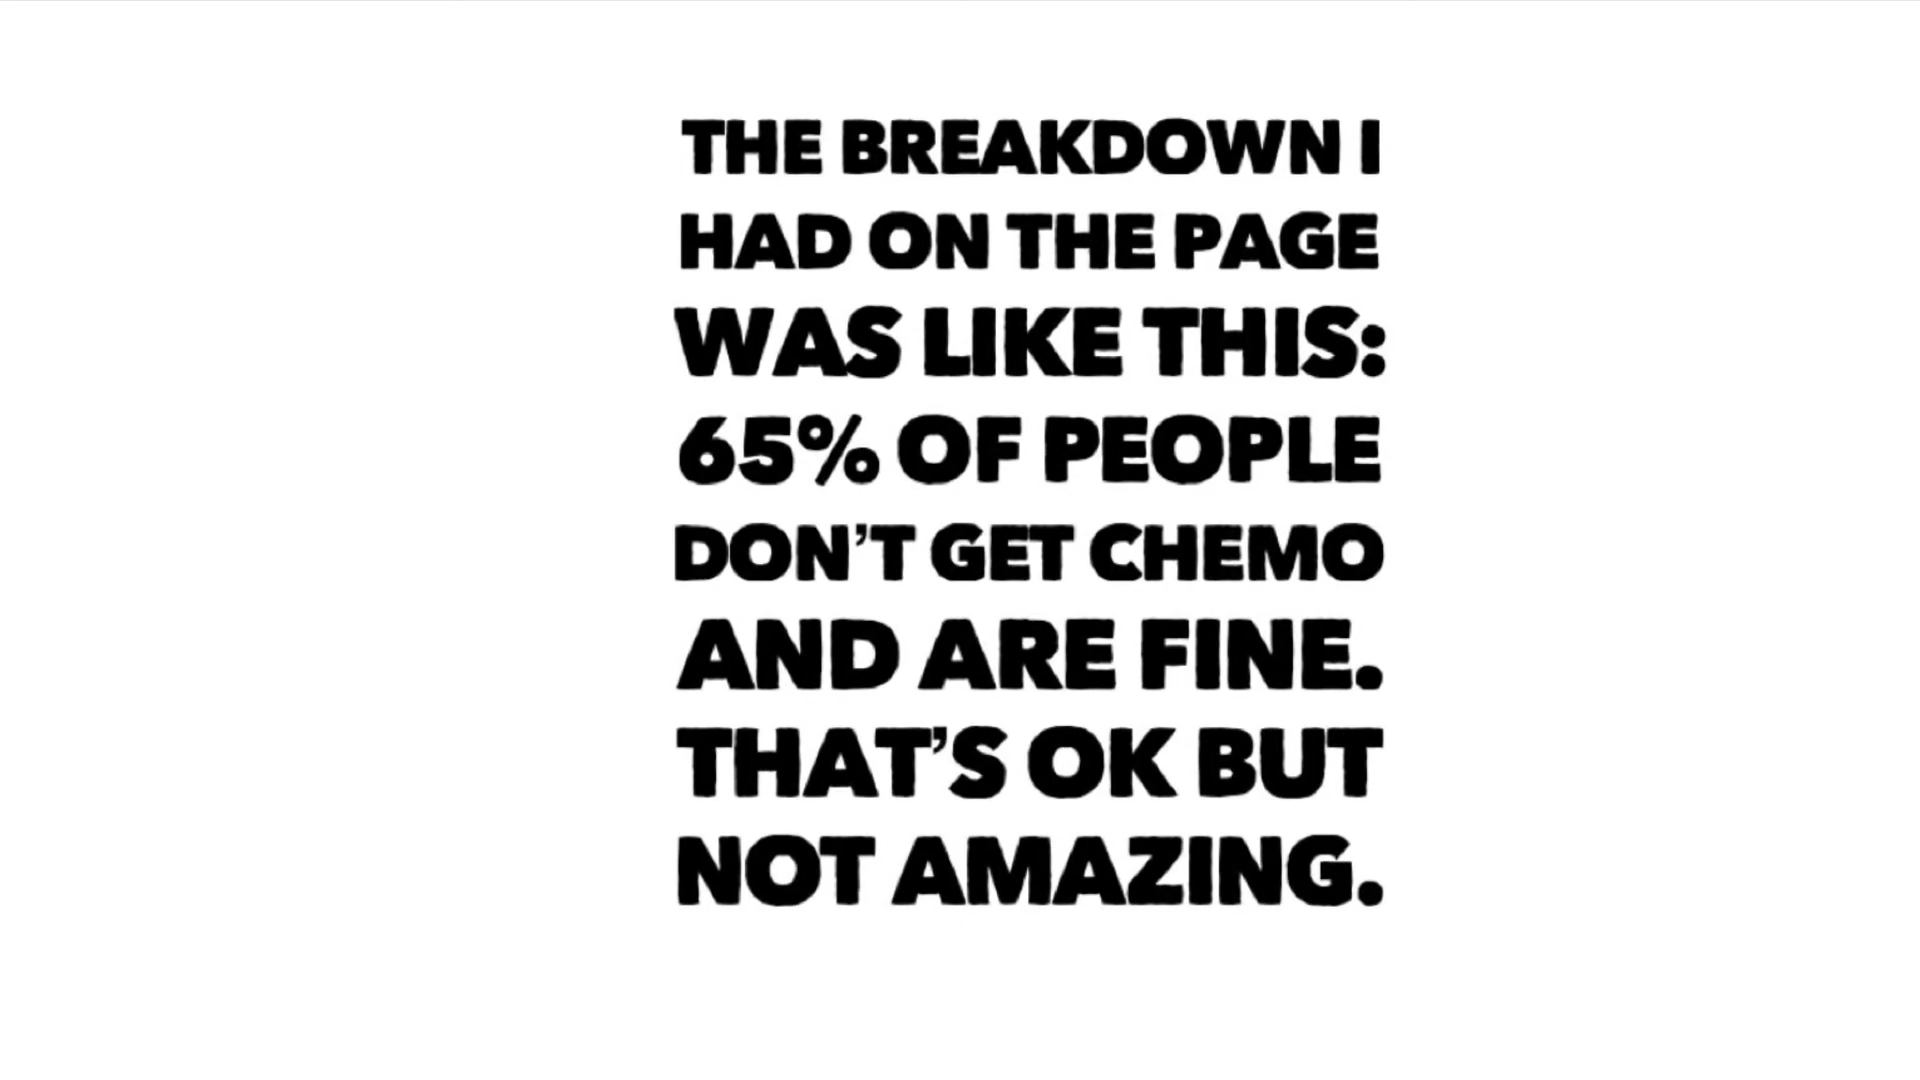 THE BREAKDOWN I
HAD ON THE PAGE
WAS LIKE THIS:
65% OF PEOPLE
DON'T GET CHEMO
AND ARE FINE.
THAT'S OK BUT
NOT AMAZING.